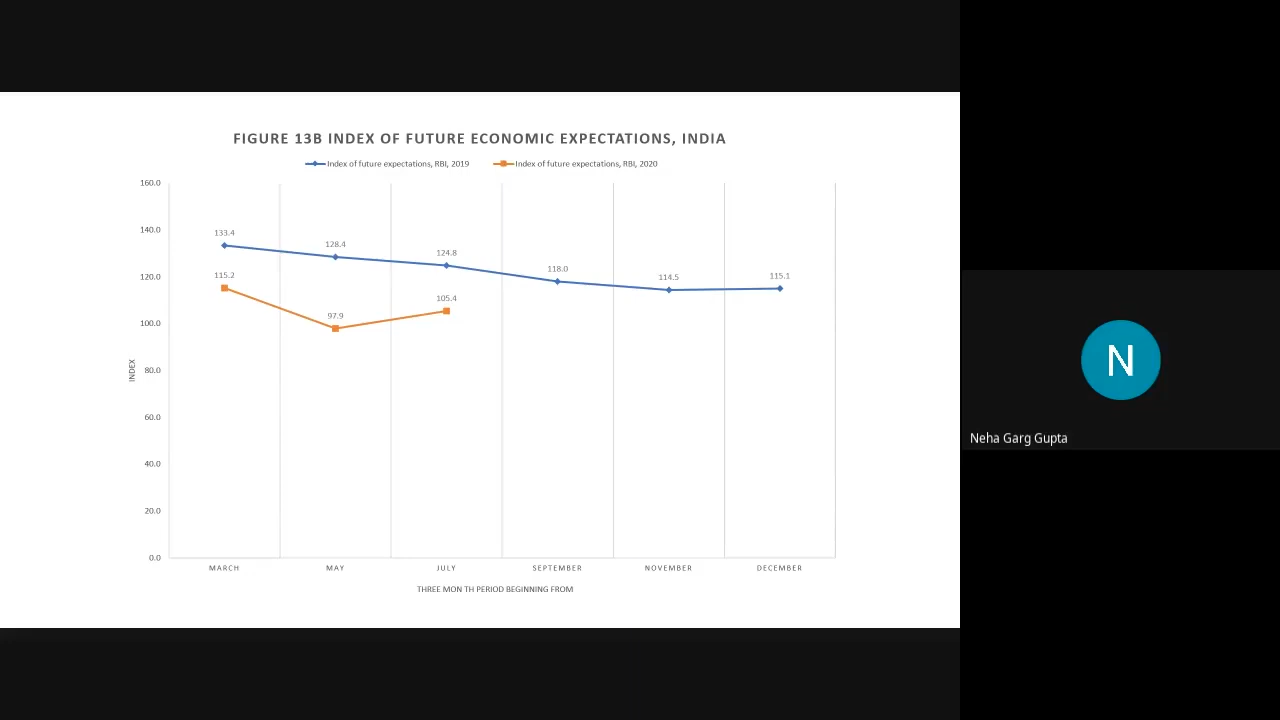 FIGURE 13B INDEX OF FUTURE ECONOMIC EXPECTATIONS, INDIA
Index of future expectations, RBI, 2019 Index of future expectations, RBI, 2020
160.0
140.0
120.0
100.0
80.0
60.0
40.0
20.0
0.0
INDEX
133.4 128.4 124.8 118.0 114.5 115.1
115.2 97.9 105.4
MARCH MAY JULY SEPTEMBER NOVEMBER DECEMBER
THREE MON TH PERIOD BEGINNING FROM
N
Neha Garg Gupta